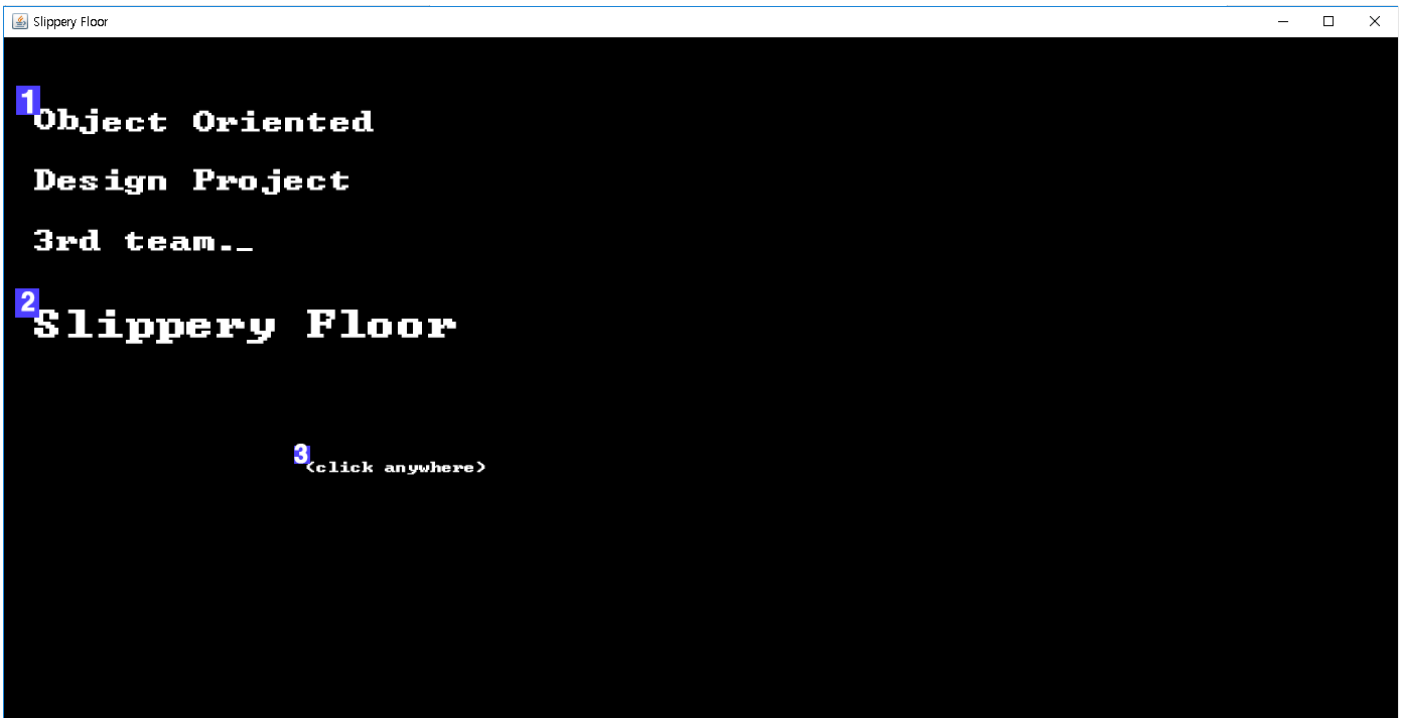 Slippery Floor
1
Object Oriented
Design Project
3rd team._
2
Slippery Floor
3
(click anywhere)